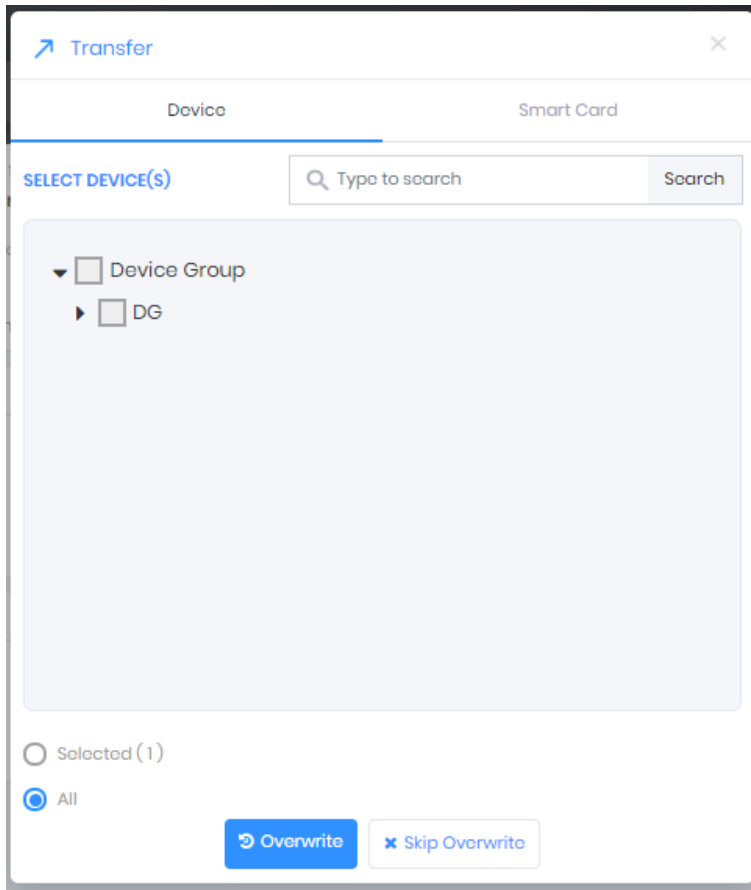 Transfer
Device Smart Card
SELECT DEVICE(S) Type to search Search
Device Group
DG
Selected (1)
All
Overwrite Skip Overwrite